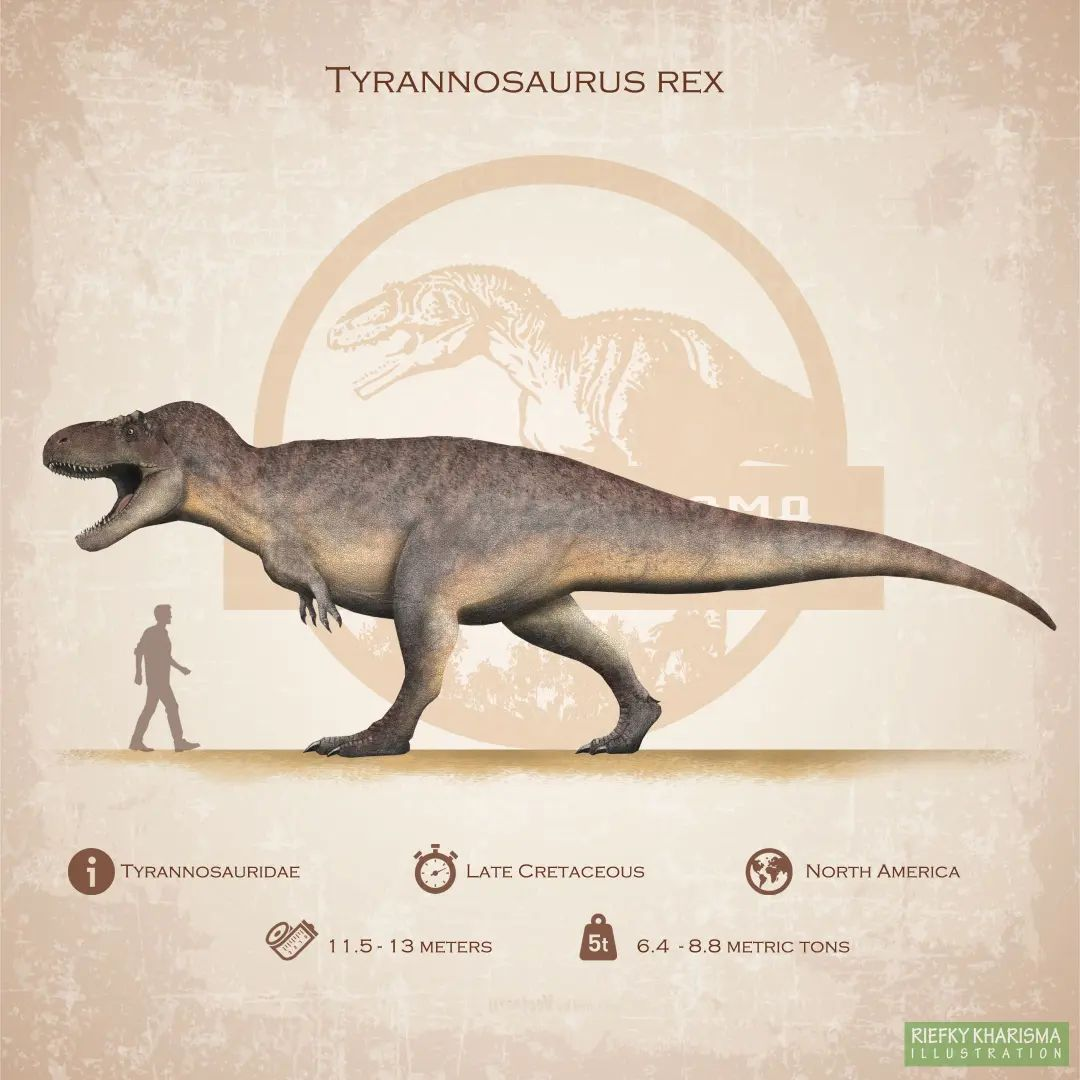 Tyrannosaurus rex
Tyrannosauridae
Late Cretaceous
North America
11.5 - 13 meters
5t
6.4 - 8.8 metric tons
RIEFKY KHARISMA
ILLUSTRATION